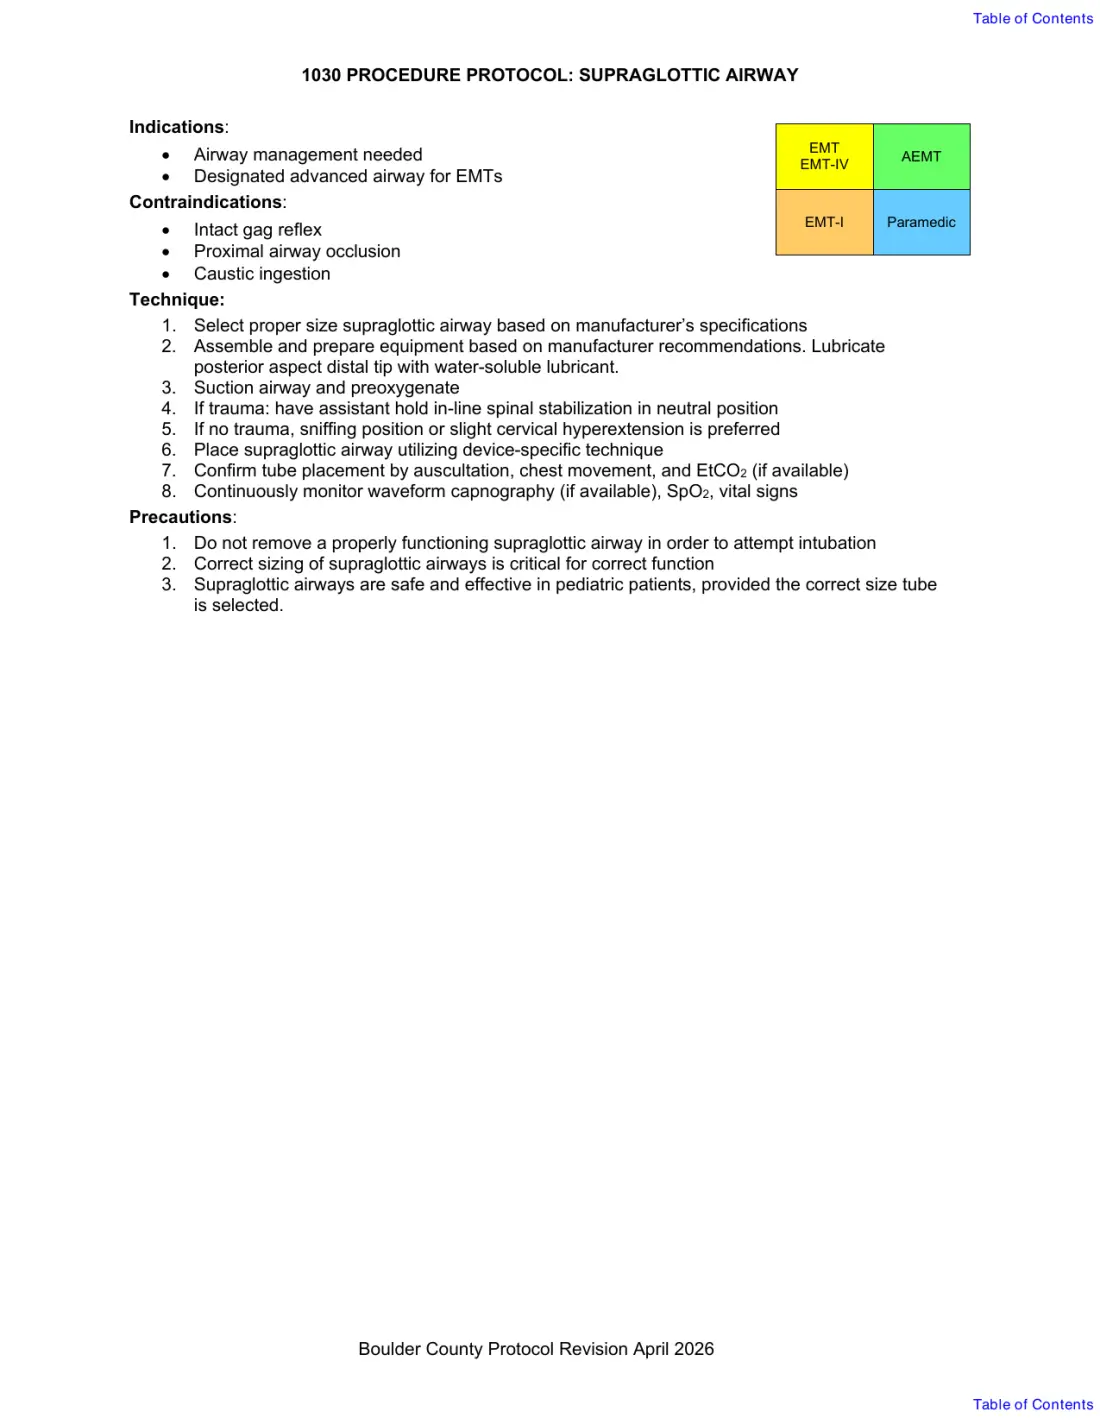 Table of Contents
1030 PROCEDURE PROTOCOL: SUPRAGLOTTIC AIRWAY
Indications:
• Airway management needed
• Designated advanced airway for EMTs
Contraindications:
• Intact gag reflex
• Proximal airway occlusion
• Caustic ingestion
EMT
EMT-IV
AEMT
EMT-I
Paramedic
Technique:
1. Select proper size supraglottic airway based on manufacturer’s specifications
2. Assemble and prepare equipment based on manufacturer recommendations. Lubricate
posterior aspect distal tip with water-soluble lubricant.
3. Suction airway and preoxygenate
4. If trauma: have assistant hold in-line spinal stabilization in neutral position
5. If no trauma, sniffing position or slight cervical hyperextension is preferred
6. Place supraglottic airway utilizing device-specific technique
7. Confirm tube placement by auscultation, chest movement, and EtCO₂ (if available)
8. Continuously monitor waveform capnography (if available), SpO₂, vital signs
Precautions:
1. Do not remove a properly functioning supraglottic airway in order to attempt intubation
2. Correct sizing of supraglottic airways is critical for correct function
3. Supraglottic airways are safe and effective in pediatric patients, provided the correct size tube
is selected.
Boulder County Protocol Revision April 2026
Table of Contents